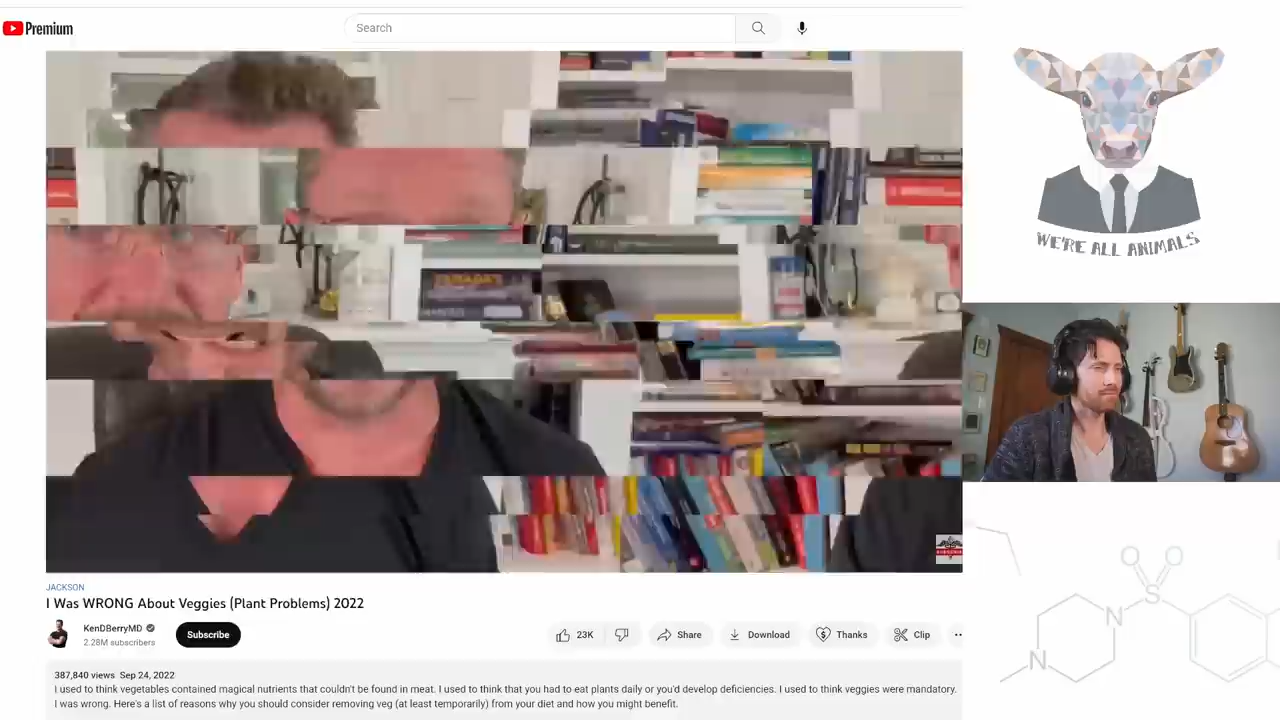 Premium
Search
WE'RE ALL ANIMALS
JACKSON
I Was WRONG About Veggies (Plant Problems) 2022
KenDBerryMD
2.28M subscribers
Subscribe
23K
Share
Download
Thanks
Clip
387,840 views Sep 24, 2022
I used to think vegetables contained magical nutrients that couldn't be found in meat. I used to think that you had to eat plants daily or you'd develop deficiencies. I used to think veggies were mandatory.
I was wrong. Here's a list of reasons why you should consider removing veg (at least temporarily) from your diet and how you might benefit.
O O
S
N
N